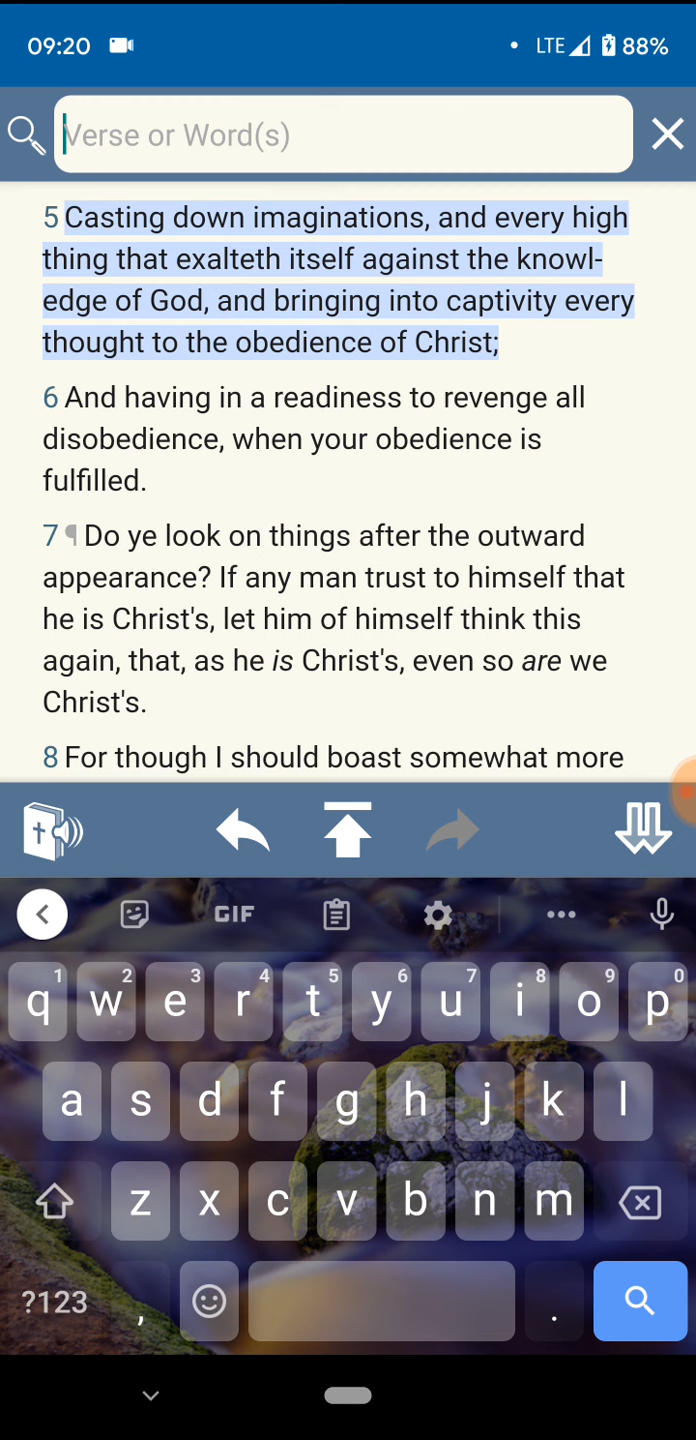 09:20 LTE 88%
Verse or Word(s)
5 Casting down imaginations, and every high
thing that exalteth itself against the knowl-
edge of God, and bringing into captivity every
thought to the obedience of Christ;
6 And having in a readiness to revenge all
disobedience, when your obedience is
fulfilled.
7 ¶ Do ye look on things after the outward
appearance? If any man trust to himself that
he is Christ's, let him of himself think this
again, that, as he is Christ's, even so are we
Christ's.
8 For though I should boast somewhat more
GIF
1 2 3 4 5 6 7 8 9 0
q w e r t y u i o p
a s d f g h j k l
z x c v b n m
?123 , .